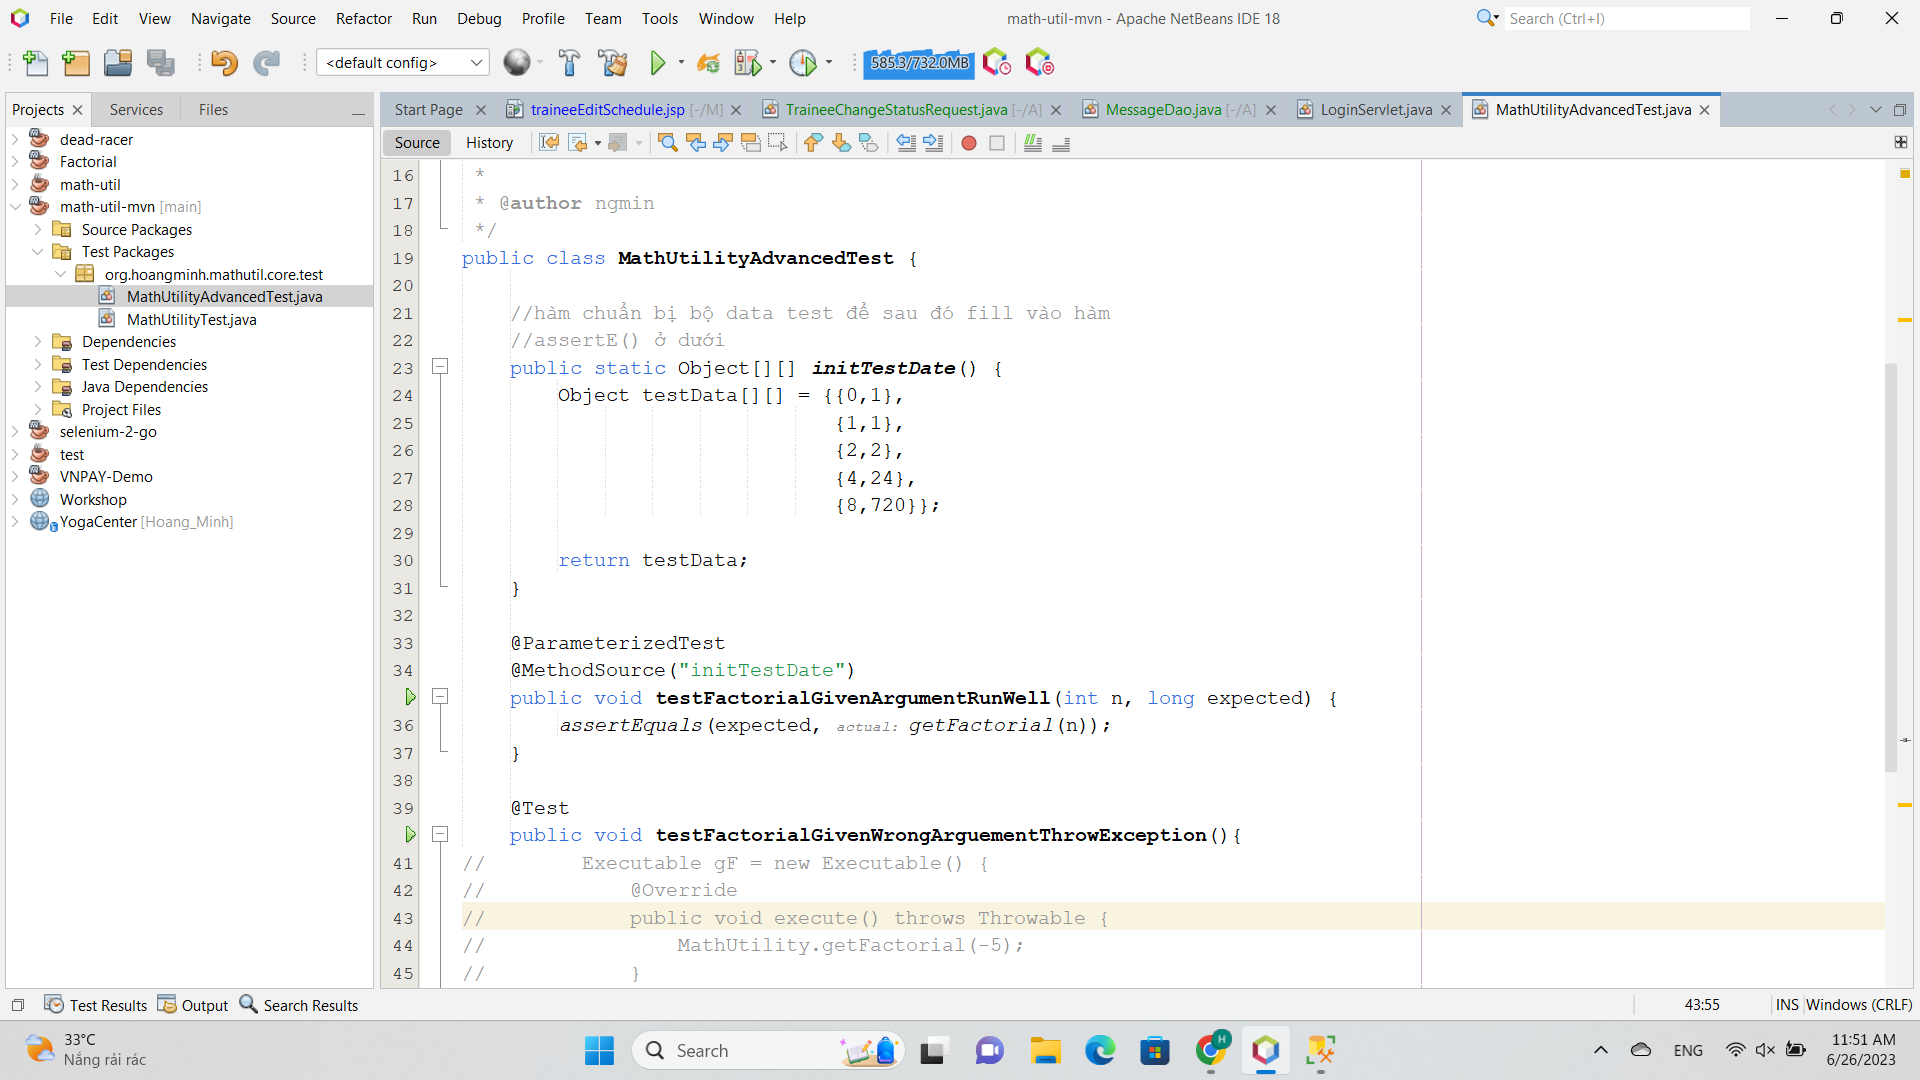 File Edit View Navigate Source Refactor Run Debug Profile Team Tools Window Help
math-util-mvn - Apache NetBeans IDE 18
Search (Ctrl+I)
<default config>
585.3/732.0MB
Projects Services Files
dead-racer
Factorial
math-util
math-util-mvn [main]
Source Packages
Test Packages
org.hoangminh.mathutil.core.test
MathUtilityAdvancedTest.java
MathUtilityTest.java
Dependencies
Test Dependencies
Java Dependencies
Project Files
selenium-2-go
test
VNPAY-Demo
Workshop
YogaCenter [Hoang_Minh]
Start Page traineeEditSchedule.jsp [-/M] TraineeChangeStatusRequest.java [-/A] MessageDao.java [-/A] LoginServlet.java MathUtilityAdvancedTest.java
Source History
16 *
17 * @author ngmin
18 */
19 public class MathUtilityAdvancedTest {
20
21 //hàm chuẩn bị bộ data test để sau đó fill vào hàm
22 //assertE() ở dưới
23 public static Object[][] initTestDate() {
24 Object testData[][] = {{0,1},
25 {1,1},
26 {2,2},
27 {4,24},
28 {8,720}};
29
30 return testData;
31 }
32
33 @ParameterizedTest
34 @MethodSource("initTestDate")
public void testFactorialGivenArgumentRunWell(int n, long expected) {
36 assertEquals(expected, actual: getFactorial(n));
37 }
38
39 @Test
public void testFactorialGivenWrongArguementThrowException(){
41 // Executable gF = new Executable() {
42 // @Override
43 // public void execute() throws Throwable {
44 // MathUtility.getFactorial(-5);
45 // }
Test Results Output Search Results
43:55 INS Windows (CRLF)
33°C
Nắng rải rác
Search
H
ENG
11:51 AM
6/26/2023